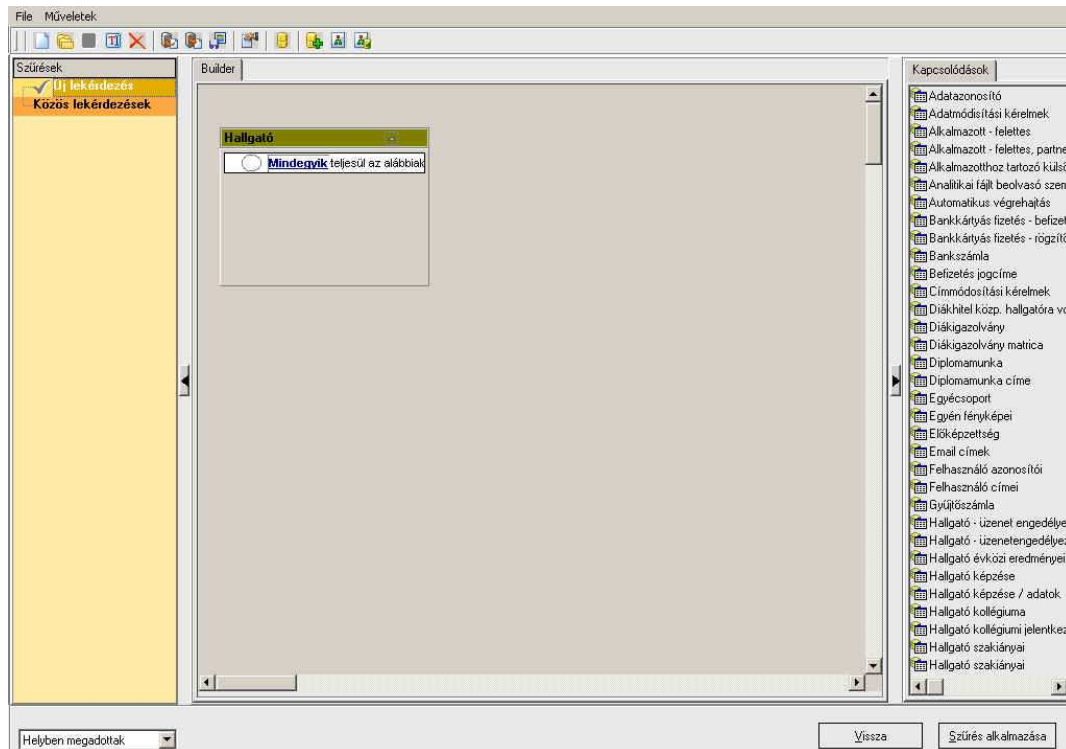 File Műveletek
Szűrések
Új lekérdezés
Közös lekérdezések
Builder
Hallgató
Mindegyik teljesül az alábbiak
Kapcsolódások
Adatazonosító
Adatmódisítási kérelmek
Alkalmazott - felettes
Alkalmazott - felettes, partne
Alkalmazotthoz tartozó küls
Analitikai fájlt beolvasó szem
Automatikus végrehajtás
Bankkártyás fizetés - befizet
Bankkártyás fizetés - rögzítő
Bankszámla
Befizetés jogcíme
Címmódosítási kérelmek
Diákhitel közp. hallgatóra vo
Diákigazolvány
Diákigazolvány matrica
Diplomamunka
Diplomamunka címe
Egyécsoport
Egyén fényképei
Előképzettség
Email címek
Felhasználó azonosítói
Felhasználó címei
Gyűjtőszámla
Hallgató - üzenet engedélye
Hallgató - üzenetengedélyez
Hallgató évközi eredményei
Hallgató képzése
Hallgató képzése / adatok
Hallgató kollégiuma
Hallgató kollégiumi jelentkez
Hallgató szakiányai
Hallgató szakiányai
Helyben megadottak
Vissza
Szűrés alkalmazása